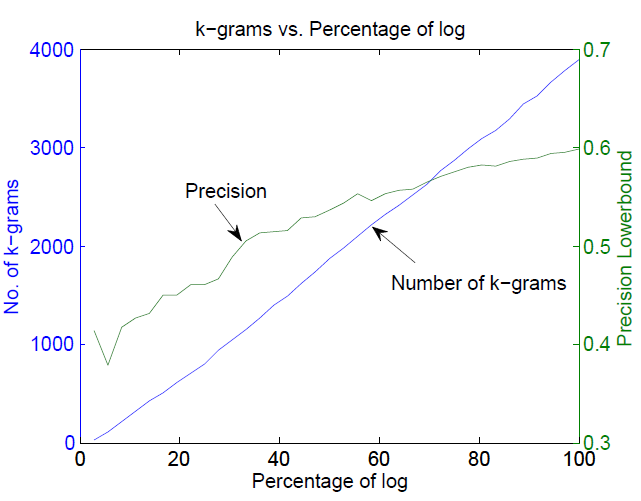 k−grams vs. Percentage of log
4000
3000
2000
1000
0
No. of k−grams
0.7
0.6
0.5
0.4
0.3
Precision Lowerbound
Precision
Number of k−grams
0 20 40 60 80 100
Percentage of log